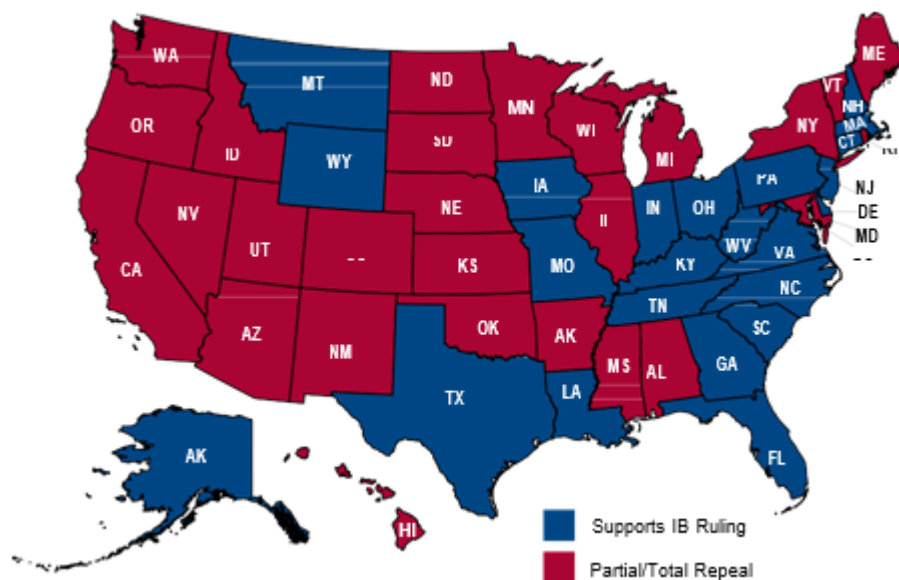 WA
MT
ND
MN
ME
VT
NH
MA
CT
OR
ID
WY
SD
WI
MI
NY
IA
PA
NJ
NV
UT
NE
IN
OH
DE
MD
CA
KS
MO
WV
VA
KY
NC
TN
AZ
NM
OK
AK
MS
AL
SC
GA
TX
LA
FL
AK
HI
Supports IB Ruling
Partial/Total Repeal